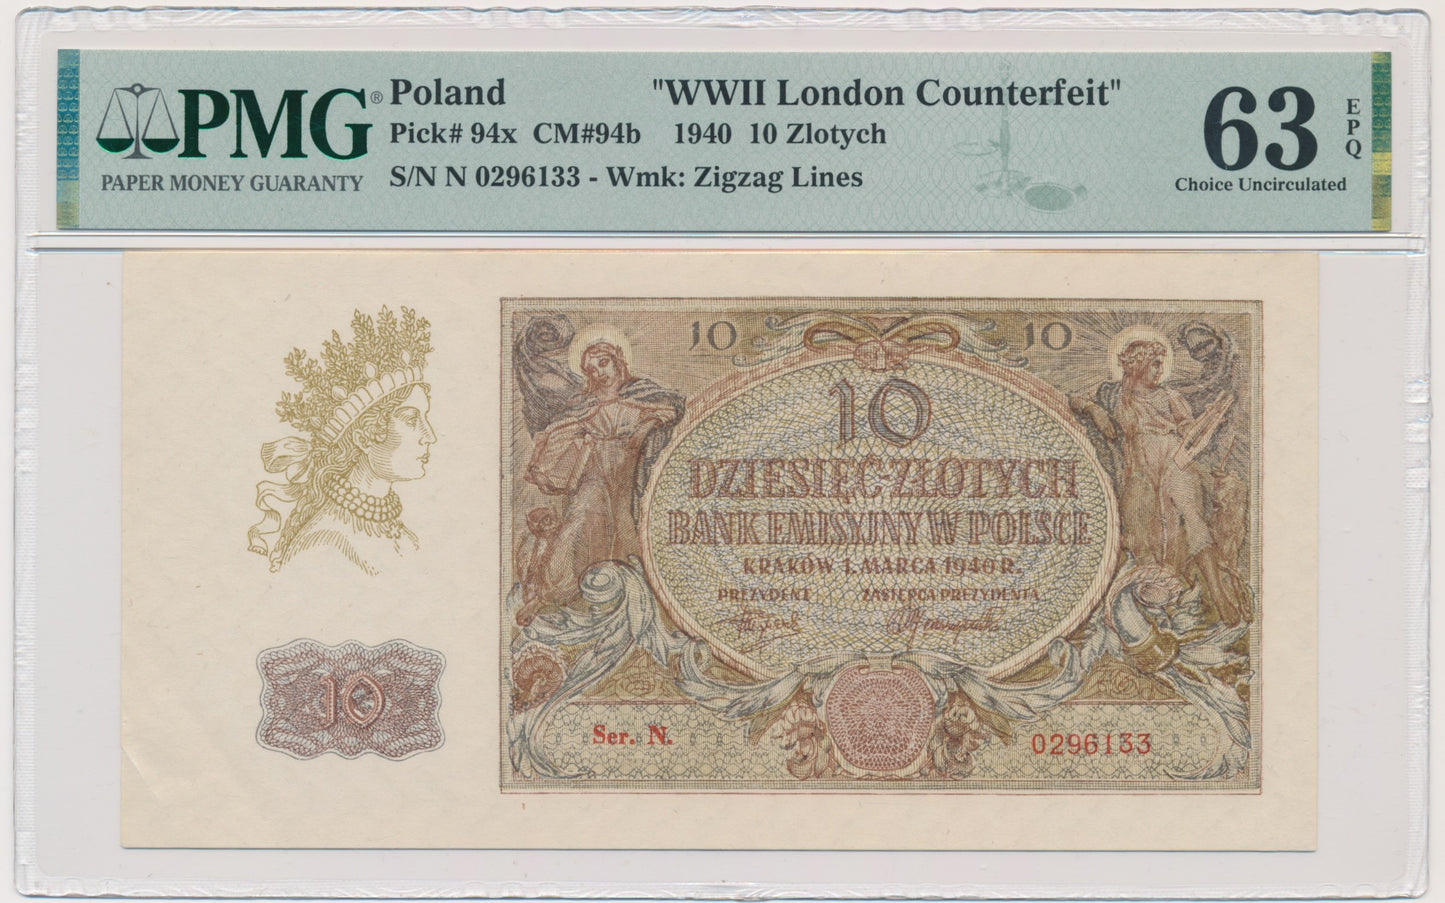 PMG®
PAPER MONEY GUARANTY
Poland "WWII London Counterfeit"
Pick# 94x CM#94b 1940 10 Zlotych
S/N N 0296133 - Wmk: Zigzag Lines
63
EPQ
Choice Uncirculated
10 10
10
DZIESIĘĆ ZŁOTYCH
BANK EMISYJNY W POLSCE
KRAKÓW 1. MARCA 1940 R.
PREZYDENT ZASTĘPCA PREZYDENTA
10
Ser. N. 0296133